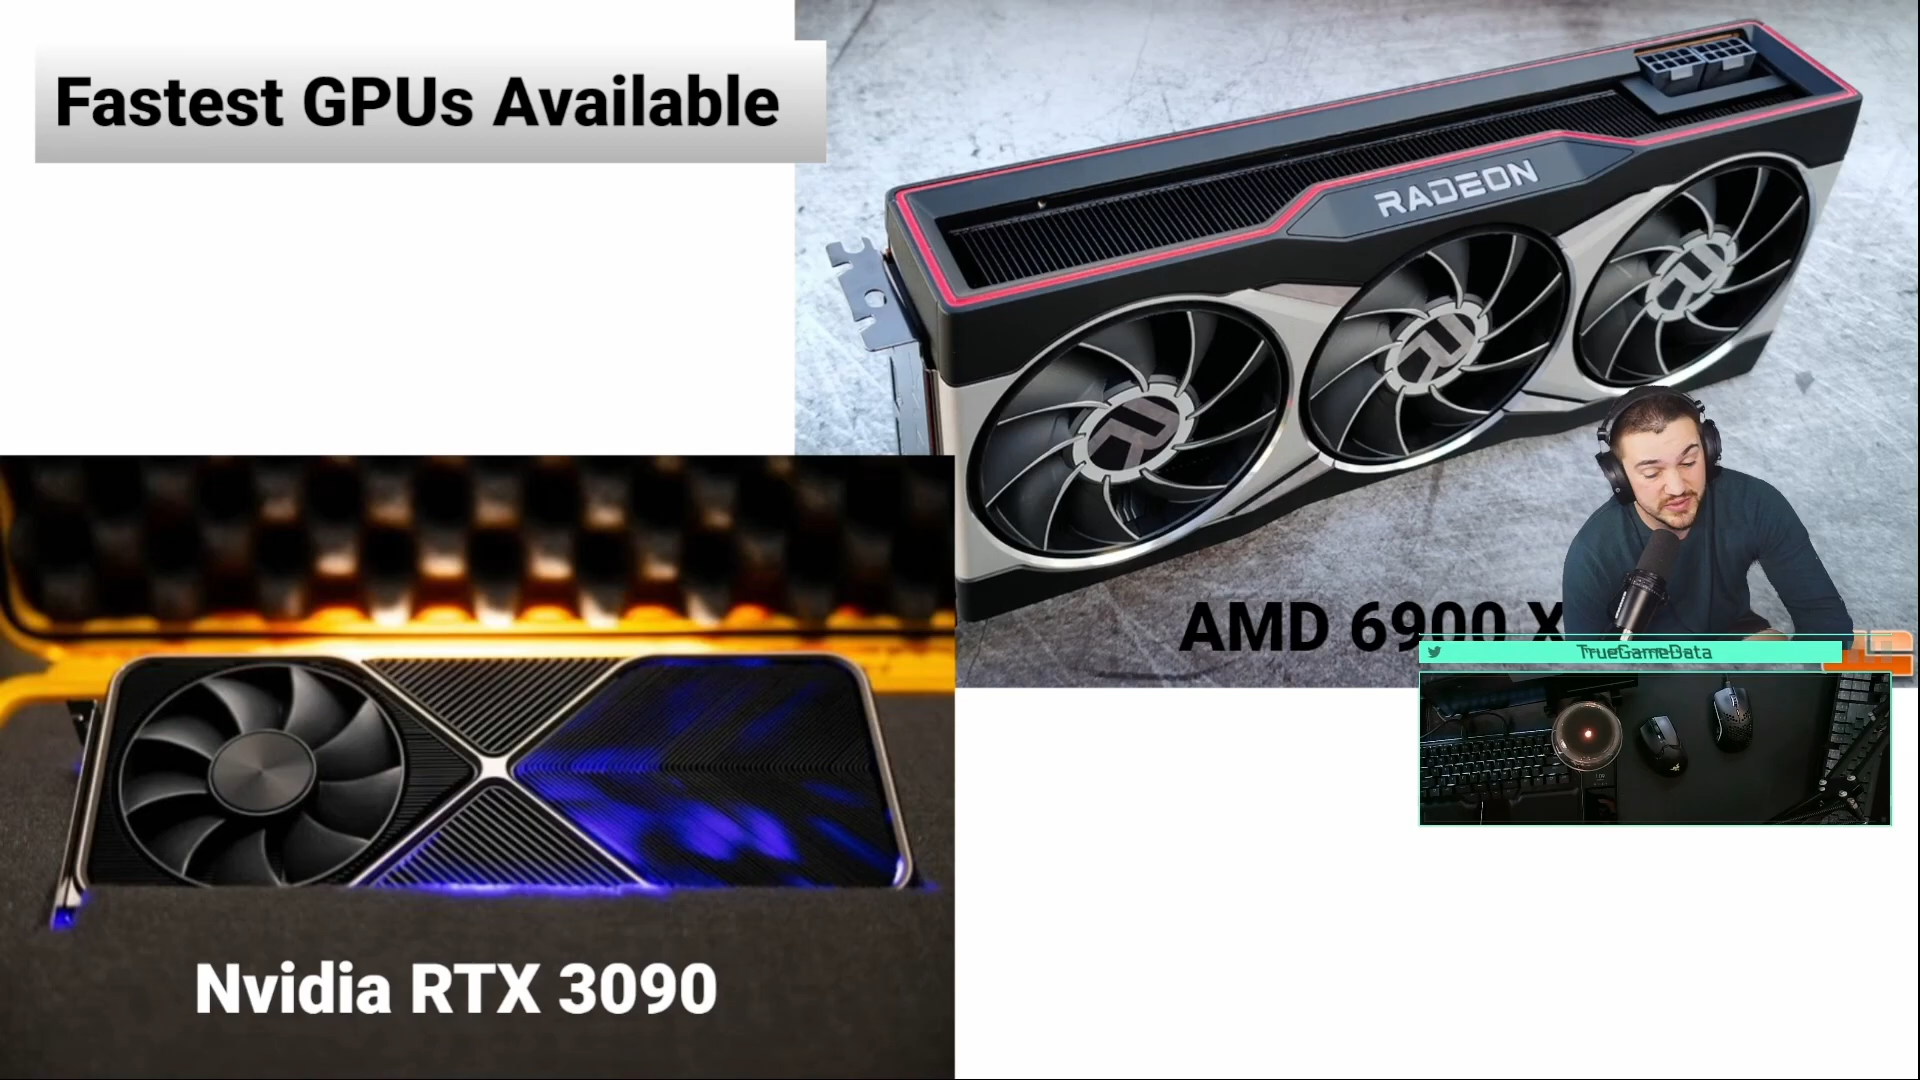 Fastest GPUs Available
RADEON
AMD 6900 X
TrueGameData
Nvidia RTX 3090